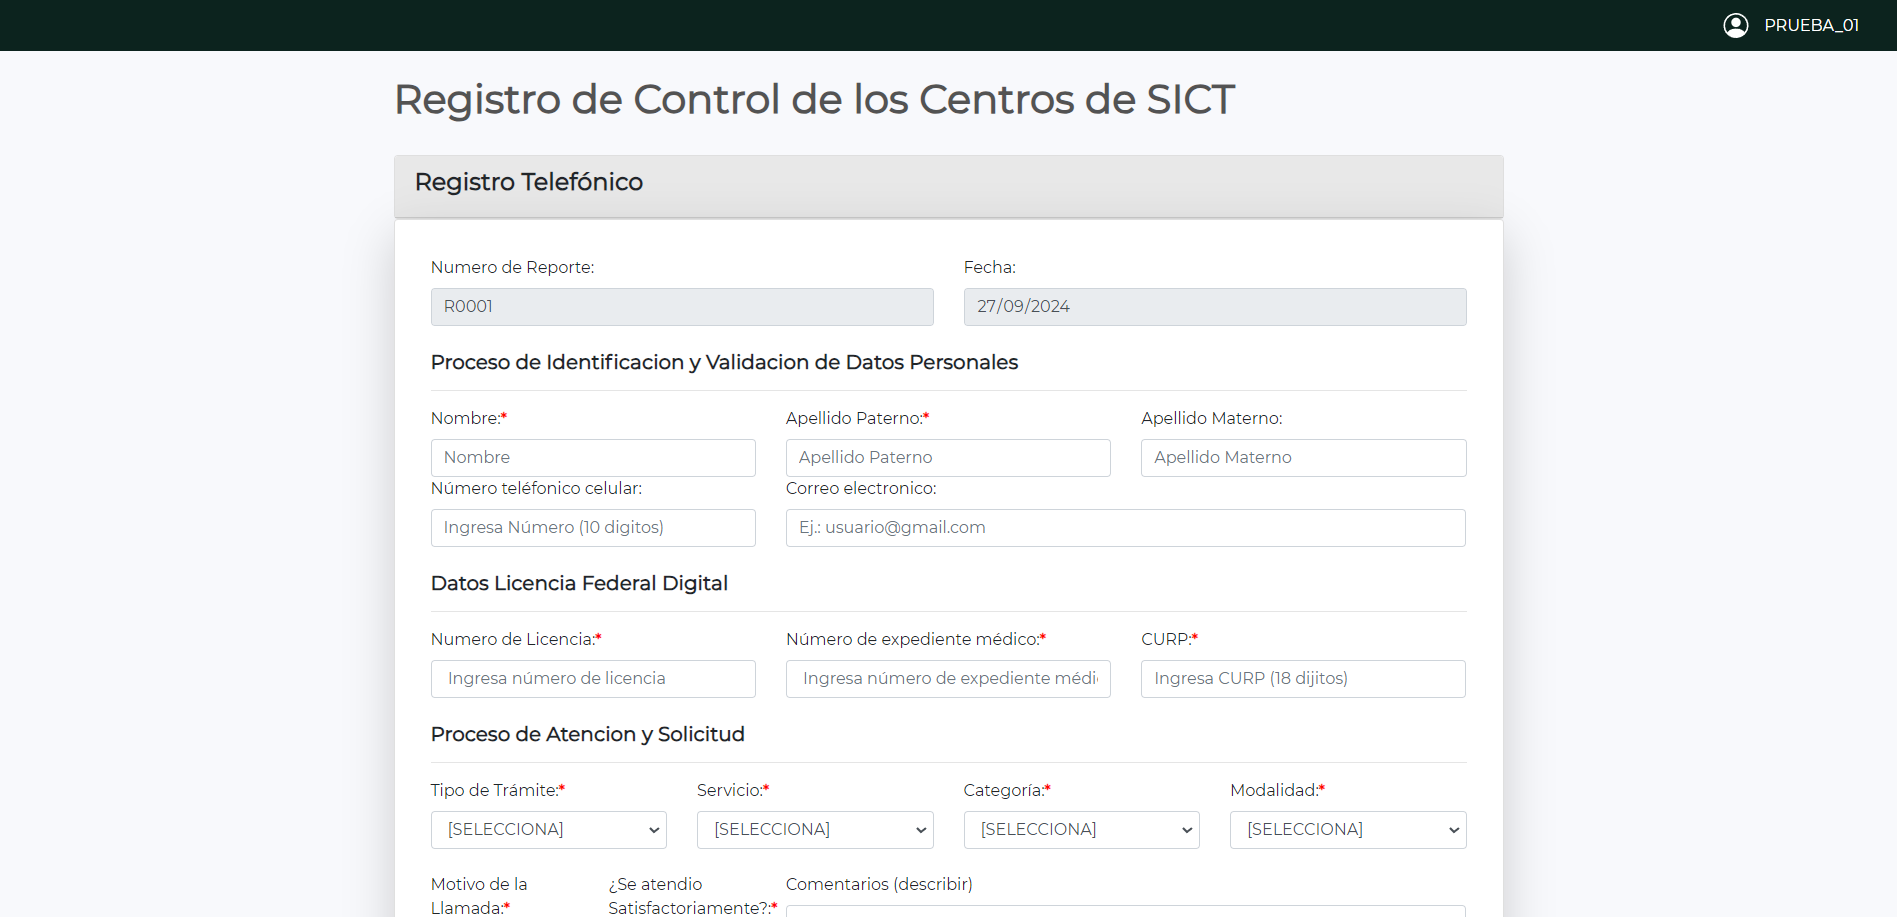 PRUEBA_01
Registro de Control de los Centros de SICT
Registro Telefónico
Numero de Reporte: Fecha:
R0001 27/09/2024
Proceso de Identificacion y Validacion de Datos Personales
Nombre:* Apellido Paterno:* Apellido Materno:
Nombre Apellido Paterno Apellido Materno
Número teléfonico celular: Correo electronico:
Ingresa Número (10 digitos) Ej.: usuario@gmail.com
Datos Licencia Federal Digital
Numero de Licencia:* Número de expediente médico:* CURP:*
Ingresa número de licencia Ingresa número de expediente médi Ingresa CURP (18 dijitos)
Proceso de Atencion y Solicitud
Tipo de Trámite:* Servicio:* Categoría:* Modalidad:*
[SELECCIONA] [SELECCIONA] [SELECCIONA] [SELECCIONA]
Motivo de la ¿Se atendio Comentarios (describir)
Llamada:* Satisfactoriamente?:*